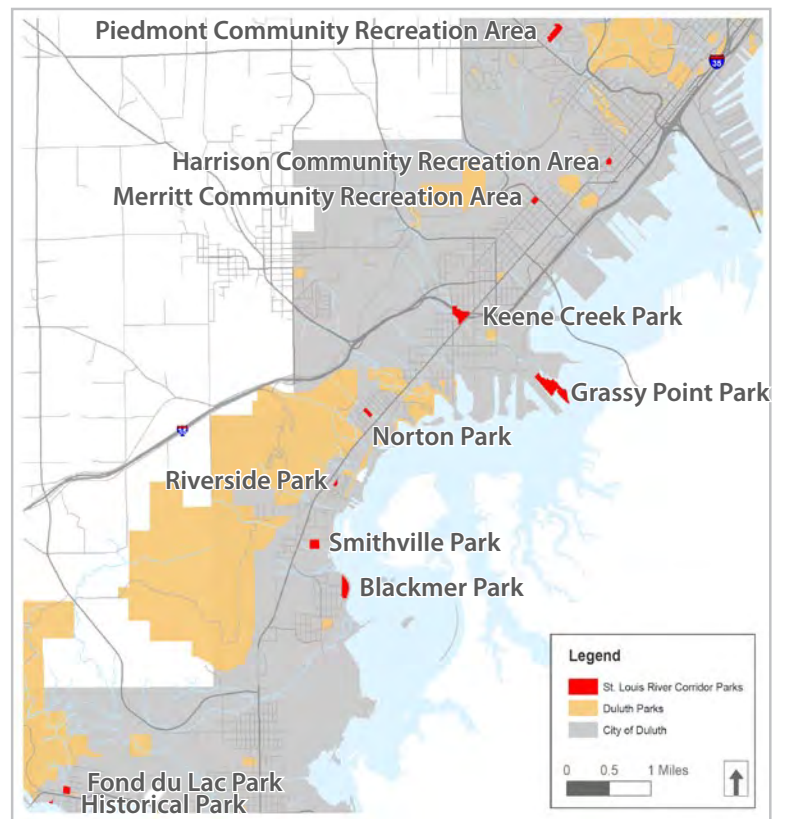 Piedmont Community Recreation Area
35
Harrison Community Recreation Area
Merritt Community Recreation Area
Keene Creek Park
Grassy Point Park
Norton Park
Riverside Park
Smithville Park
Blackmer Park
Legend
St. Louis River Corridor Parks
Duluth Parks
City of Duluth
0 0.5 1 Miles
Fond du Lac Park
Historical Park